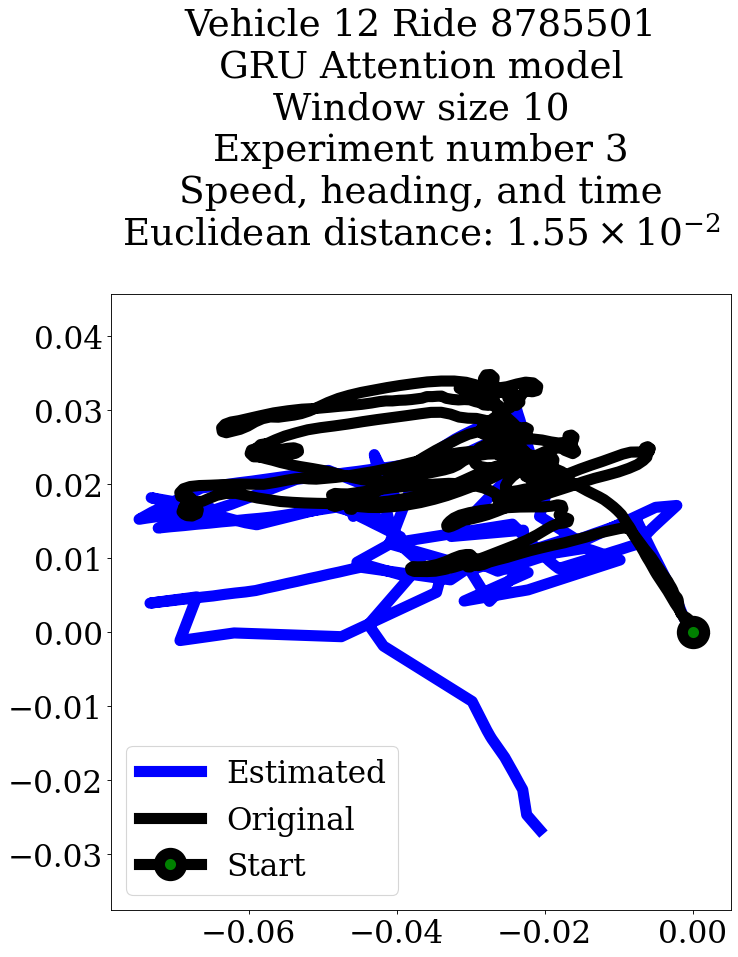 Vehicle 12 Ride 8785501
GRU Attention model
Window size 10
Experiment number 3
Speed, heading, and time
Euclidean distance: 1.55 × 10⁻²
0.04
0.03
0.02
0.01
0.00
−0.01
−0.02
−0.03
Estimated
Original
Start
−0.06 −0.04 −0.02 0.00